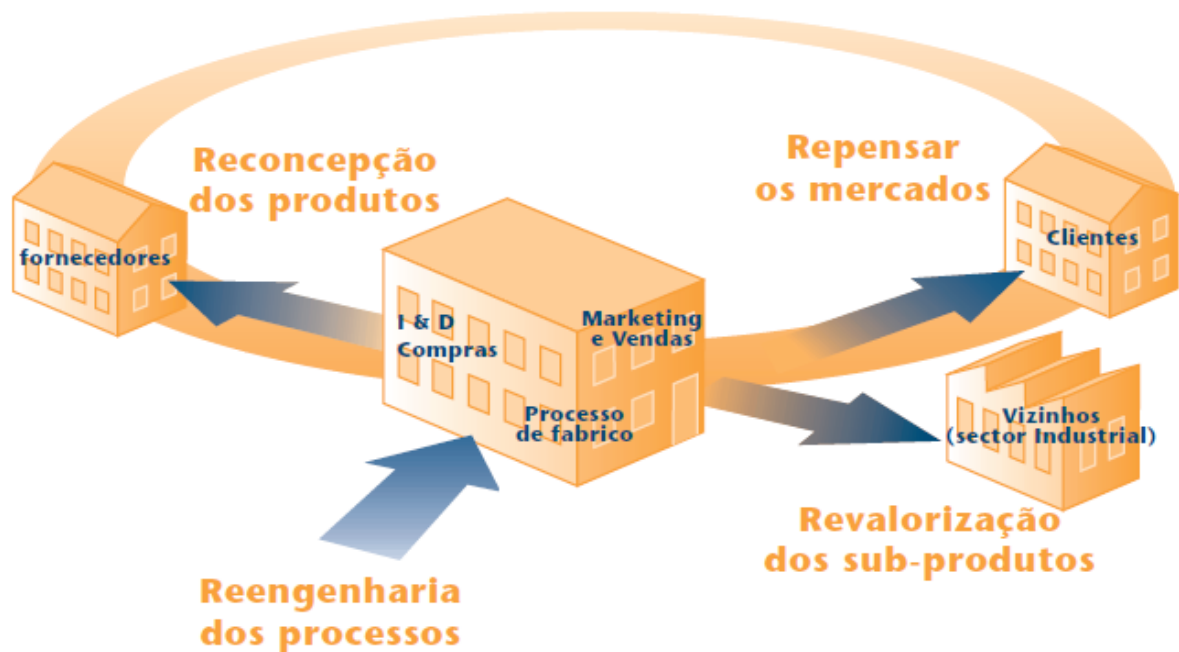 Reconcepção
dos produtos
Repensar
os mercados
fornecedores
Clientes
I & D
Compras
Marketing
e Vendas
Processo
de fabrico
Vizinhos
(sector Industrial)
Revalorização
dos sub-produtos
Reengenharia
dos processos